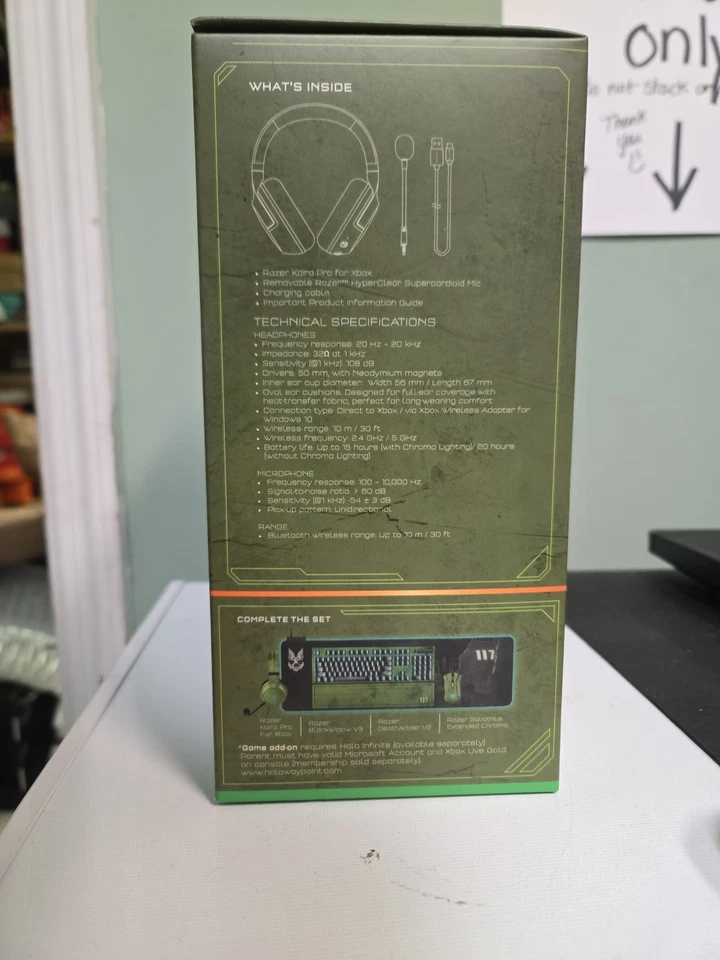 only
do not stack on
Thank
you
WHAT'S INSIDE
Razer Kaira Pro for Xbox
Removable Razer™ HyperClear Supercardioid Mic
Charging cable
Important Product Information Guide
TECHNICAL SPECIFICATIONS
HEADPHONES
Frequency response: 20 Hz – 20 kHz
Impedance: 32Ω at 1 kHz
Sensitivity (@1 kHz): 108 dB
Drivers: 50 mm, with Neodymium magnets
Inner ear cup diameter: Width 56 mm / Length 67 mm
Oval ear cushions: Designed for full-ear coverage with
heat-transfer fabric, perfect for long-wearing comfort
Connection type: Direct to Xbox / via Xbox Wireless Adapter for
Windows 10
Wireless range: 10 m / 30 ft
Wireless frequency: 2.4 GHz / 5 GHz
Battery life: Up to 15 hours (with Chroma Lighting)/ 20 hours
(without Chroma Lighting)
MICROPHONE
Frequency response: 100 – 10,000 Hz
Signal-to-noise ratio: > 60 dB
Sensitivity (@1 kHz): -54 ± 3 dB
Pick-up pattern: Unidirectional
RANGE
Bluetooth wireless range: Up to 10 m / 30 ft
COMPLETE THE SET
117
117
Razer
Kaira Pro
For Xbox
Razer
BlackWidow V3
Razer
DeathAdder V2
Razer Goliathus
Extended Chroma
*Game add-on requires Halo Infinite (available separately)
Parent must have valid Microsoft Account and Xbox Live Gold
on console (membership sold separately).
www.halowaypoint.com